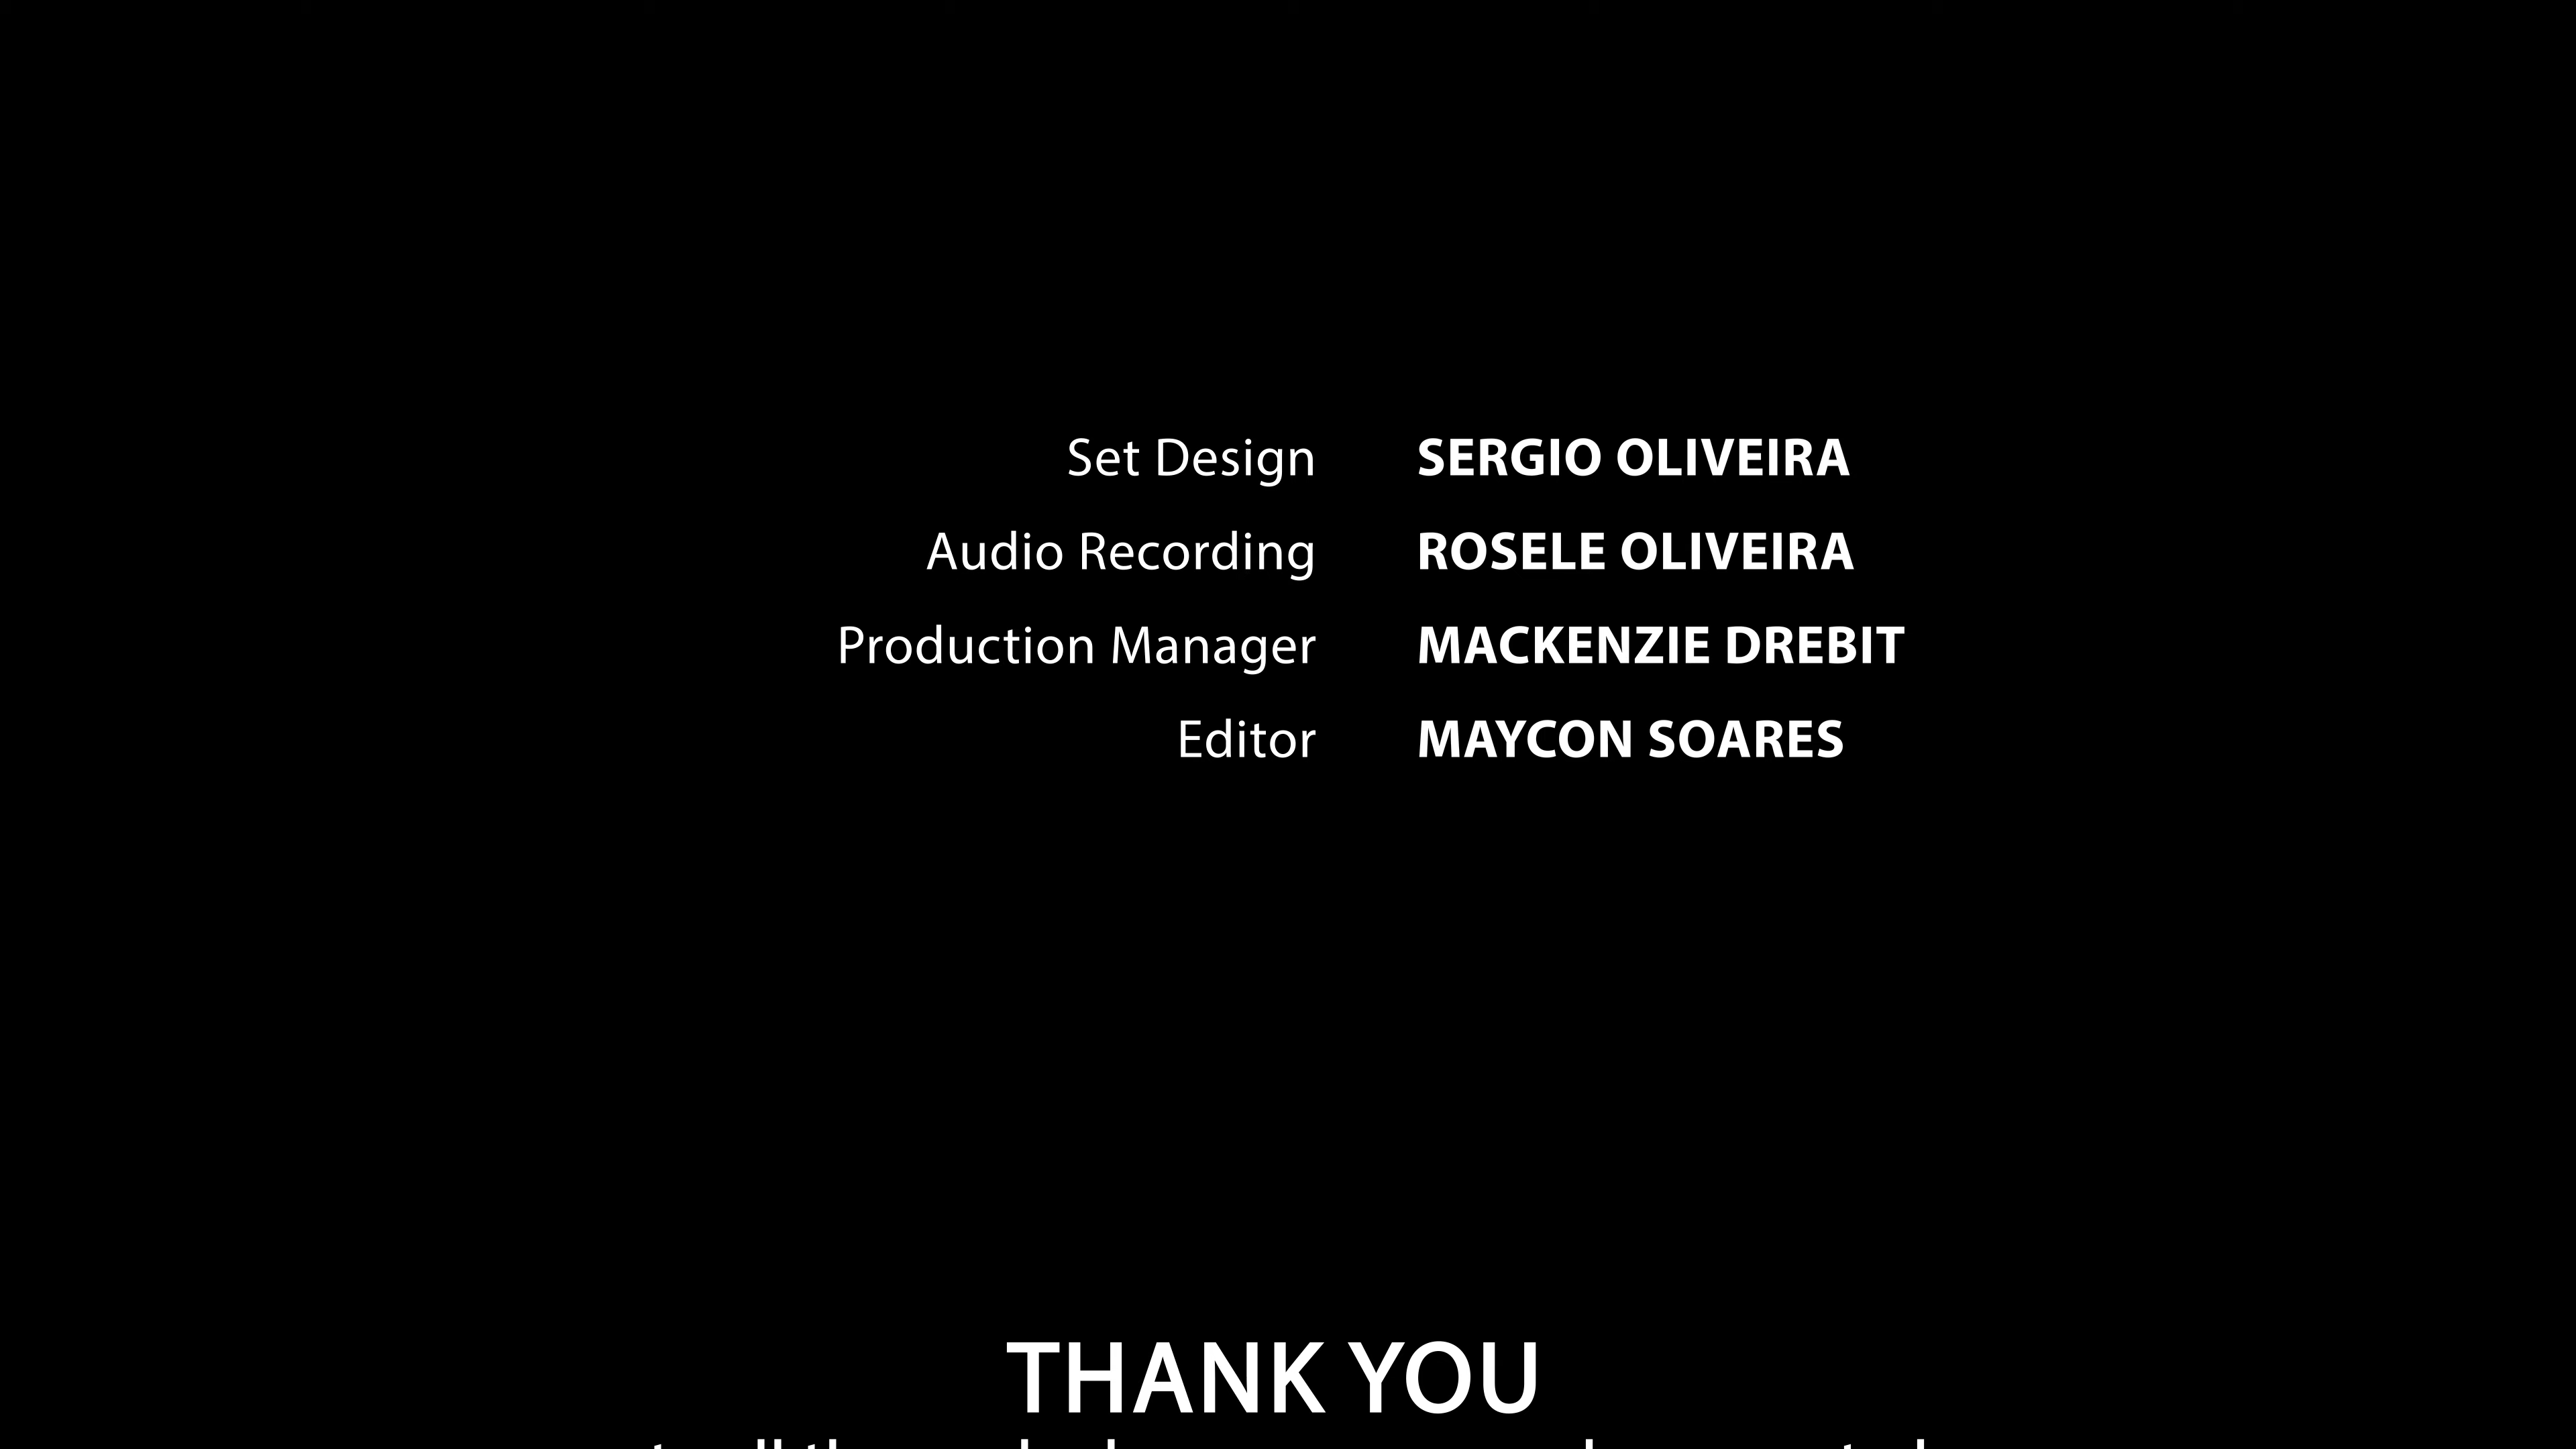 Set Design SERGIO OLIVEIRA
Audio Recording ROSELE OLIVEIRA
Production Manager MACKENZIE DREBIT
Editor MAYCON SOARES
THANK YOU